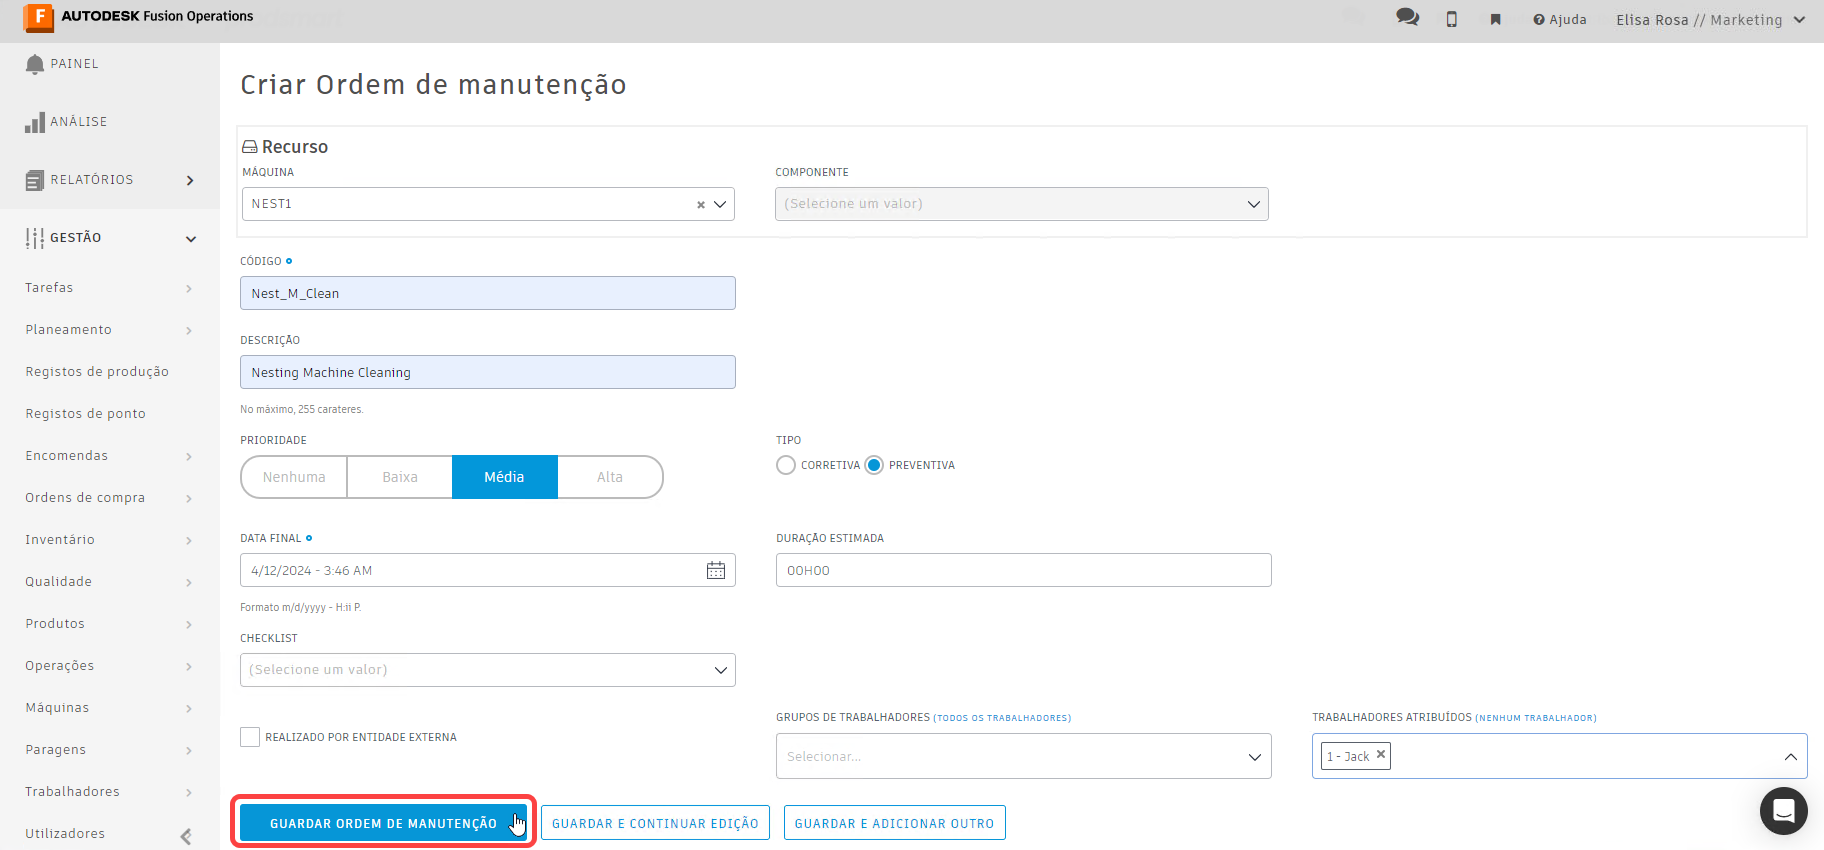 AUTODESK Fusion Operations
Ajuda
Elisa Rosa // Marketing
PAINEL
ANÁLISE
RELATÓRIOS
GESTÃO
Tarefas
Planeamento
Registos de produção
Registos de ponto
Encomendas
Ordens de compra
Inventário
Qualidade
Produtos
Operações
Máquinas
Paragens
Trabalhadores
Utilizadores
Criar Ordem de manutenção
Recurso
MÁQUINA
NEST1
COMPONENTE
(Selecione um valor)
CÓDIGO
Nest_M_Clean
DESCRIÇÃO
Nesting Machine Cleaning
No máximo, 255 carateres.
PRIORIDADE
Nenhuma Baixa Média Alta
TIPO
CORRETIVA PREVENTIVA
DATA FINAL
4/12/2024 - 3:46 AM
Formato m/d/yyyy - H:ii P.
DURAÇÃO ESTIMADA
00H00
CHECKLIST
(Selecione um valor)
REALIZADO POR ENTIDADE EXTERNA
GRUPOS DE TRABALHADORES (TODOS OS TRABALHADORES)
Selecionar...
TRABALHADORES ATRIBUÍDOS (NENHUM TRABALHADOR)
1 - Jack
GUARDAR ORDEM DE MANUTENÇÃO
GUARDAR E CONTINUAR EDIÇÃO
GUARDAR E ADICIONAR OUTRO